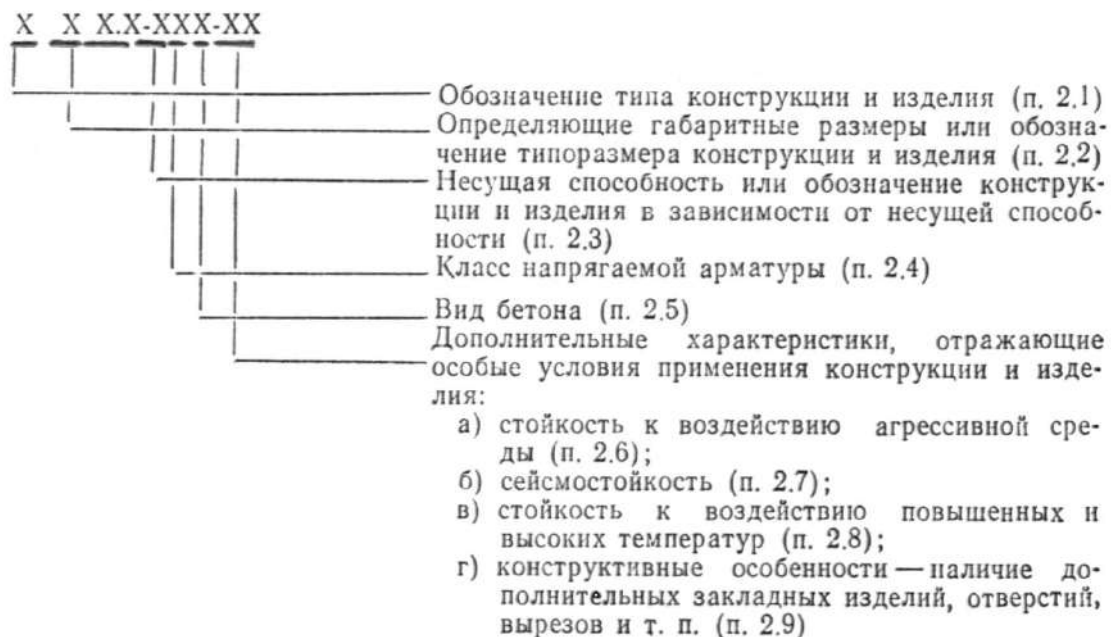 X X X.X-XXX-XX
Обозначение типа конструкции и изделия (п. 2.1)
Определяющие габаритные размеры или обозна-
чение типоразмера конструкции и изделия (п. 2.2)
Несущая способность или обозначение конструк-
ции и изделия в зависимости от несущей способ-
ности (п. 2.3)
Класс напрягаемой арматуры (п. 2.4)
Вид бетона (п. 2.5)
Дополнительные характеристики, отражающие
особые условия применения конструкции и изде-
лия:
а) стойкость к воздействию агрессивной сре-
ды (п. 2.6);
б) сейсмостойкость (п. 2.7);
в) стойкость к воздействию повышенных и
высоких температур (п. 2.8);
г) конструктивные особенности — наличие до-
полнительных закладных изделий, отверстий,
вырезов и т. п. (п. 2.9)